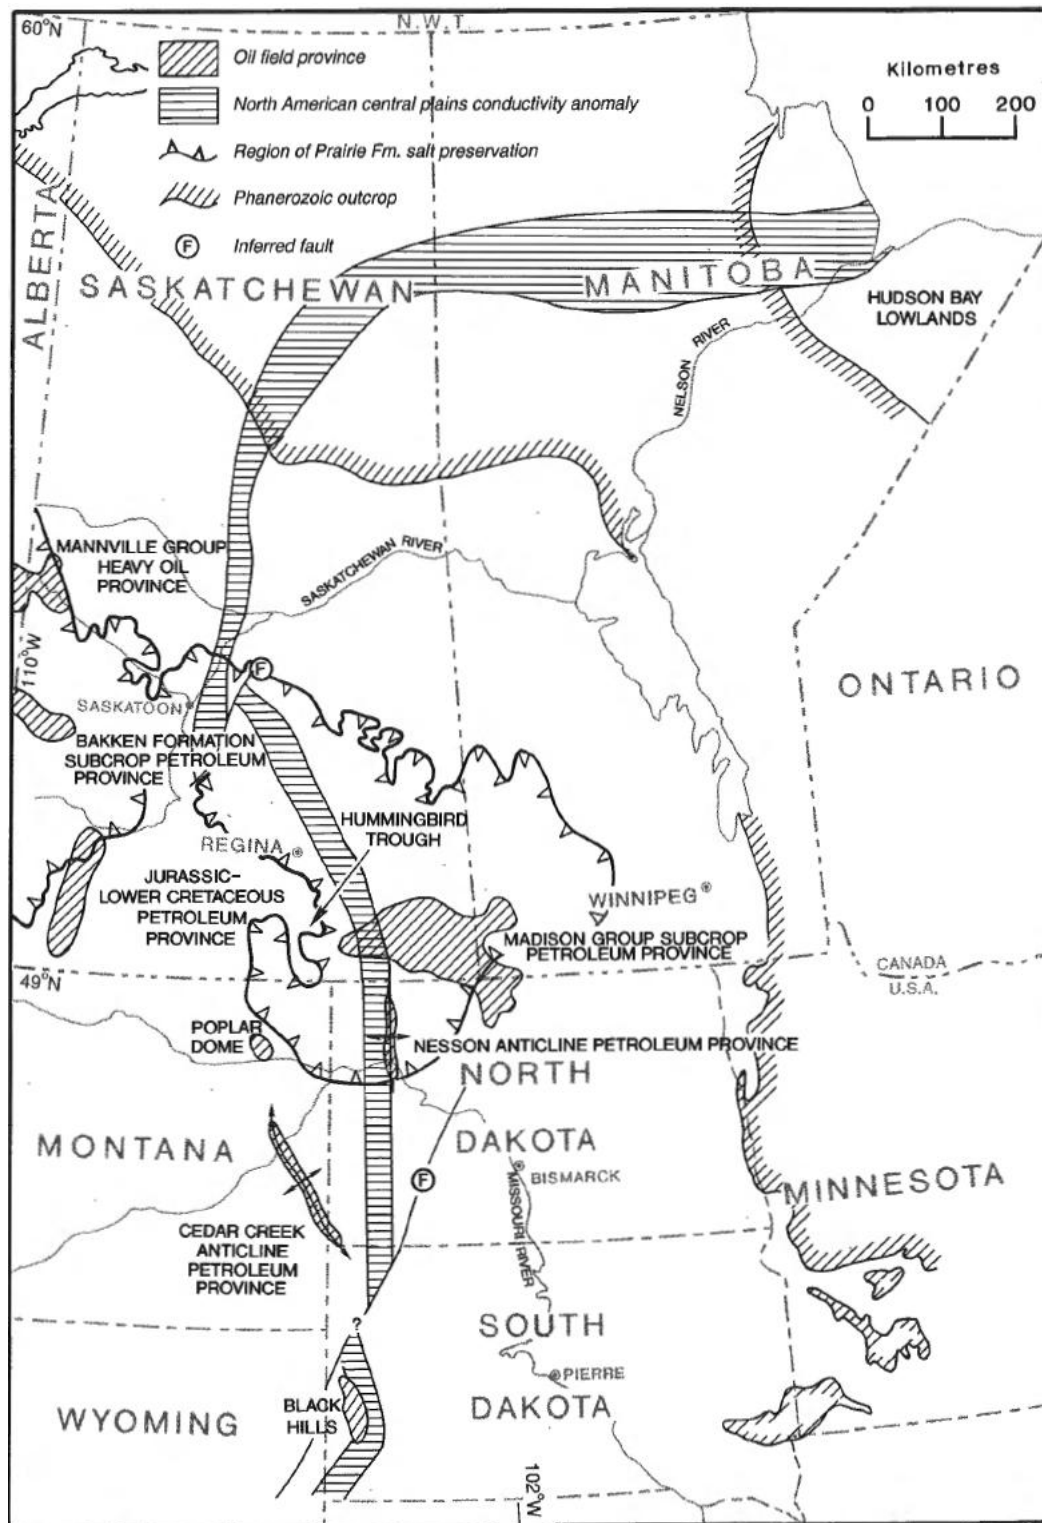 60°N
N.W.T.
Oil field province
North American central plains conductivity anomaly
Region of Prairie Fm. salt preservation
Phanerozoic outcrop
F
Inferred fault
Kilometres
0 100 200
ALBERTA
SASKATCHEWAN
MANITOBA
HUDSON BAY
LOWLANDS
NELSON
RIVER
MANNVILLE GROUP
HEAVY OIL
PROVINCE
SASKATCHEWAN RIVER
110°W
F
ONTARIO
SASKATOON
BAKKEN FORMATION
SUBCROP PETROLEUM
PROVINCE
HUMMINGBIRD
TROUGH
REGINA
JURASSIC-
LOWER CRETACEOUS
PETROLEUM
PROVINCE
WINNIPEG
MADISON GROUP SUBCROP
PETROLEUM PROVINCE
49°N
CANADA
U.S.A.
POPLAR
DOME
NESSON ANTICLINE PETROLEUM PROVINCE
NORTH
DAKOTA
MONTANA
BISMARCK
F
MISSOURI RIVER
MINNESOTA
CEDAR CREEK
ANTICLINE
PETROLEUM
PROVINCE
?
SOUTH
DAKOTA
PIERRE
BLACK
HILLS
WYOMING
102°W